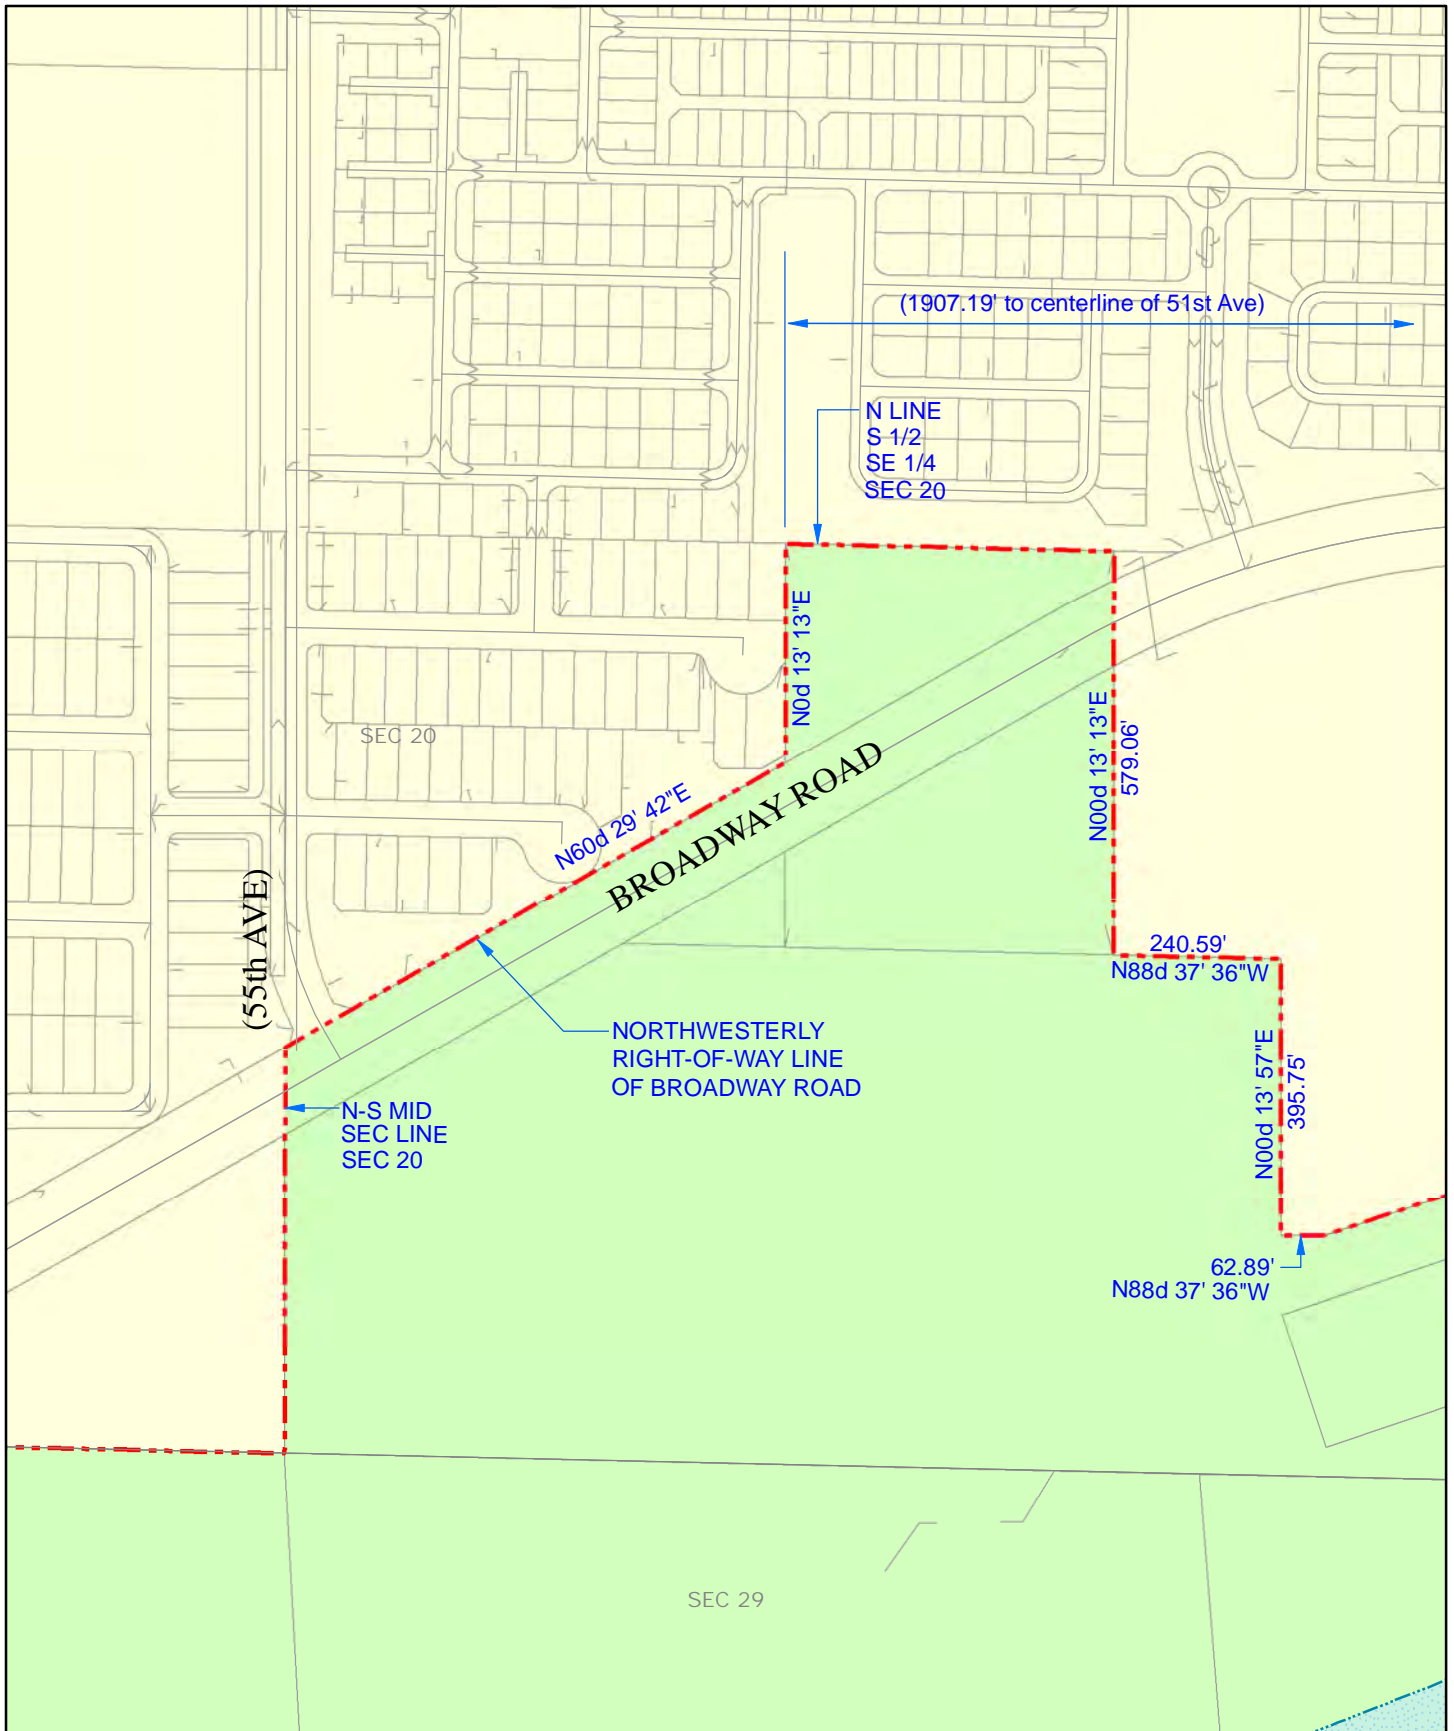 (1907.19' to centerline of 51st Ave)
N LINE
S 1/2
SE 1/4
SEC 20
N0d 13' 13"E
N00d 13' 13"E
579.06'
SEC 20
BROADWAY ROAD
N60d 29' 42"E
(55th AVE)
240.59'
N88d 37' 36"W
NORTHWESTERLY
RIGHT-OF-WAY LINE
OF BROADWAY ROAD
N00d 13' 57"E
395.75'
N-S MID
SEC LINE
SEC 20
62.89'
N88d 37' 36"W
SEC 29